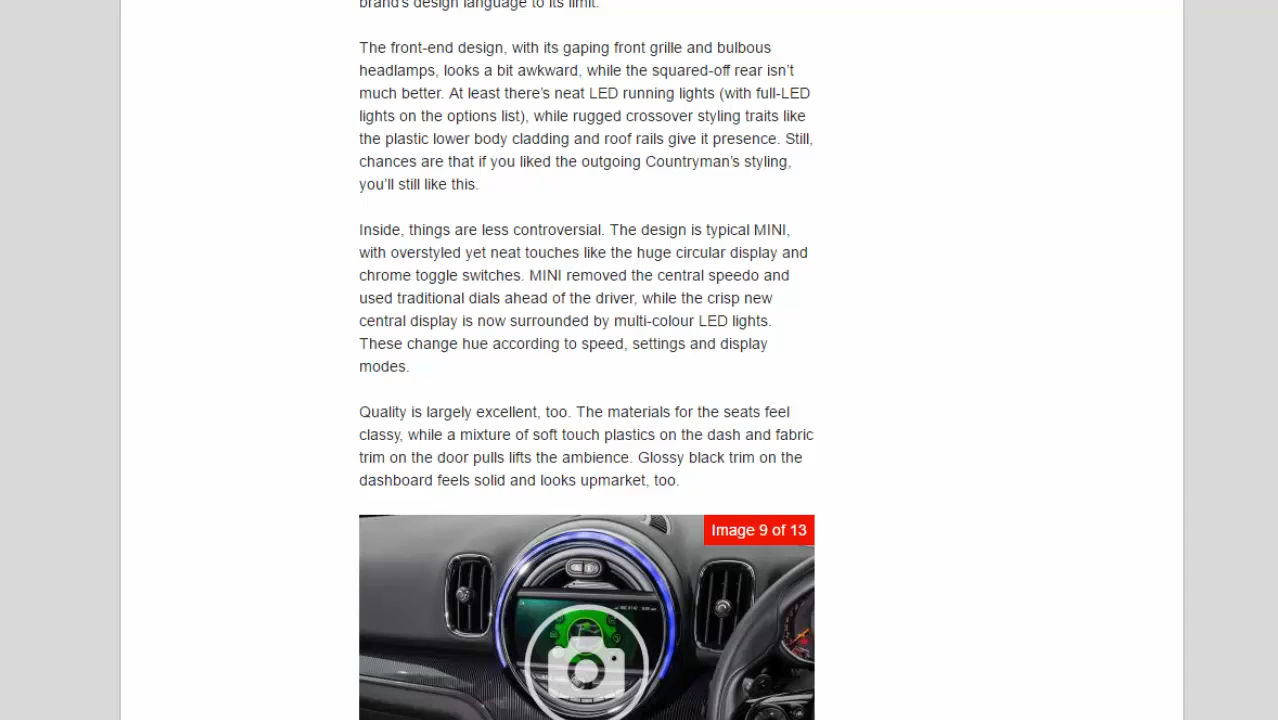 brand's design language to its limit.
The front-end design, with its gaping front grille and bulbous
headlamps, looks a bit awkward, while the squared-off rear isn’t
much better. At least there’s neat LED running lights (with full-LED
lights on the options list), while rugged crossover styling traits like
the plastic lower body cladding and roof rails give it presence. Still,
chances are that if you liked the outgoing Countryman’s styling,
you’ll still like this.
Inside, things are less controversial. The design is typical MINI,
with overstyled yet neat touches like the huge circular display and
chrome toggle switches. MINI removed the central speedo and
used traditional dials ahead of the driver, while the crisp new
central display is now surrounded by multi-colour LED lights.
These change hue according to speed, settings and display
modes.
Quality is largely excellent, too. The materials for the seats feel
classy, while a mixture of soft touch plastics on the dash and fabric
trim on the door pulls lifts the ambience. Glossy black trim on the
dashboard feels solid and looks upmarket, too.
Image 9 of 13